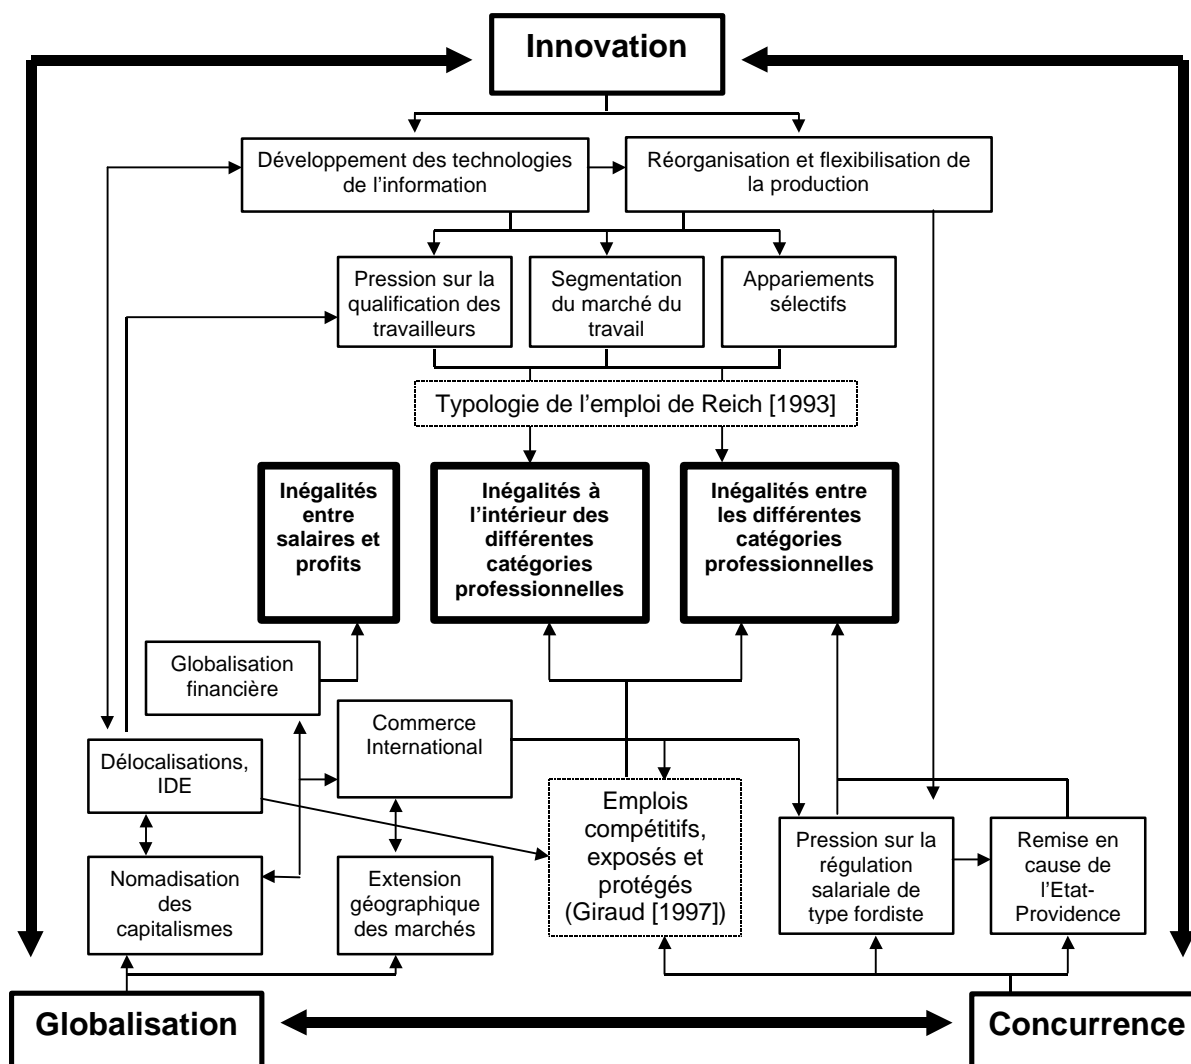 Innovation
Développement des technologies
de l'information
Réorganisation et flexibilisation de
la production
Pression sur la
qualification des
travailleurs
Segmentation
du marché du
travail
Appariements
sélectifs
Typologie de l'emploi de Reich [1993]
Inégalités
entre
salaires et
profits
Inégalités à
l'intérieur des
différentes
catégories
professionnelles
Inégalités entre
les différentes
catégories
professionnelles
Globalisation
financière
Commerce
International
Délocalisations,
IDE
Emplois
compétitifs,
exposés et
protégés
(Giraud [1997])
Pression sur la
régulation
salariale de
type fordiste
Remise en
cause de
l'Etat-
Providence
Nomadisation
des
capitalismes
Extension
géographique
des marchés
Globalisation
Concurrence